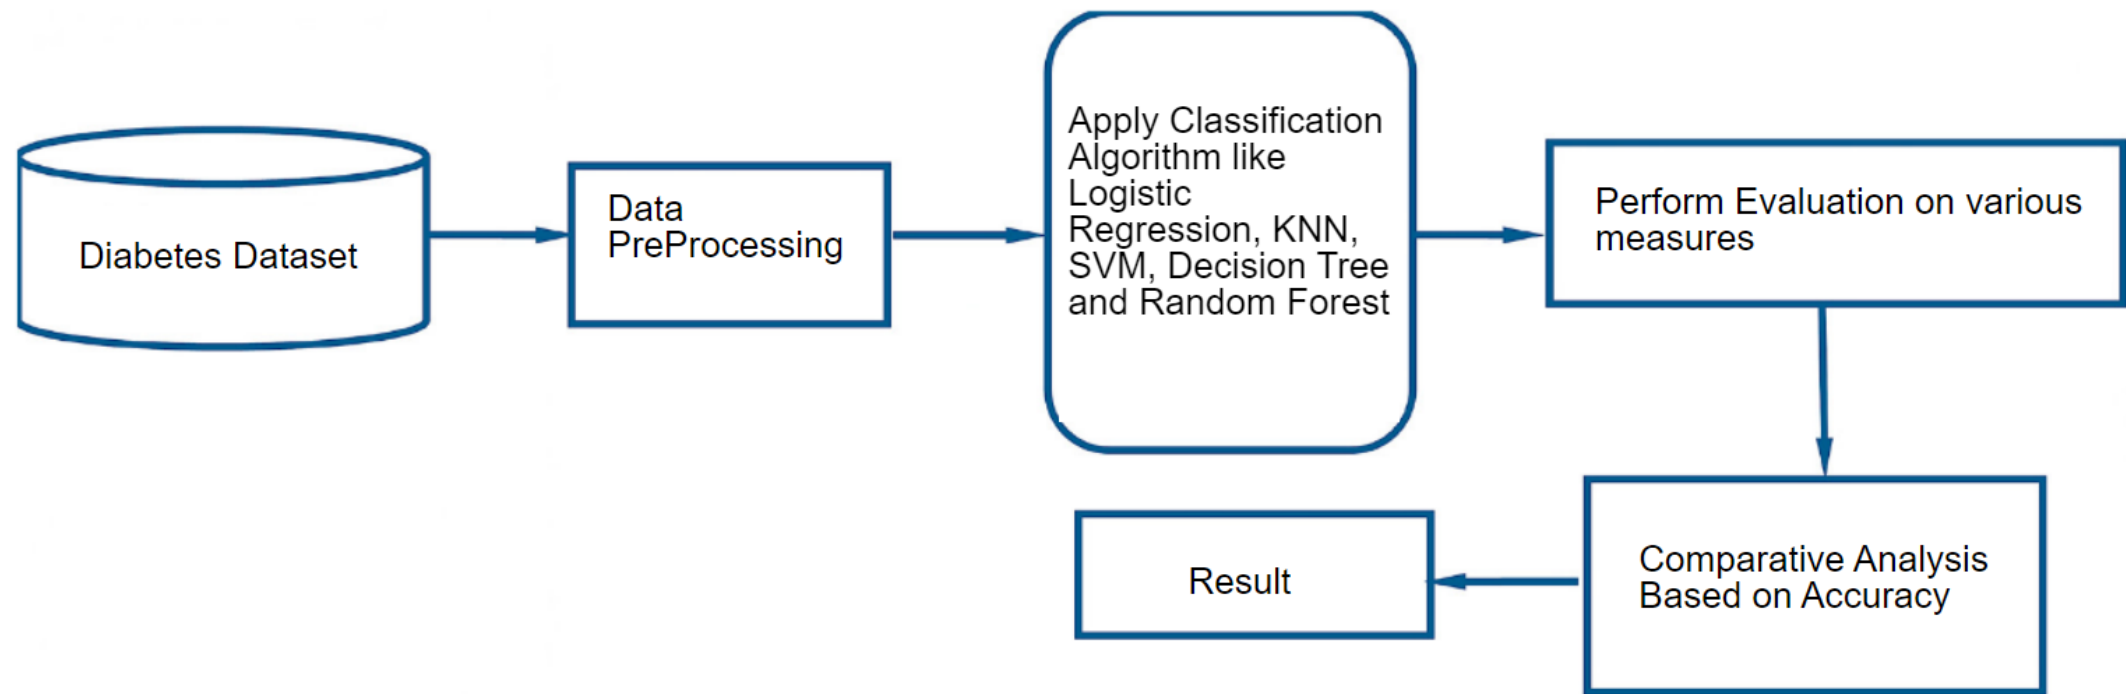 Diabetes Dataset
Data
PreProcessing
Apply Classification
Algorithm like
Logistic
Regression, KNN,
SVM, Decision Tree
and Random Forest
Perform Evaluation on various
measures
Comparative Analysis
Based on Accuracy
Result